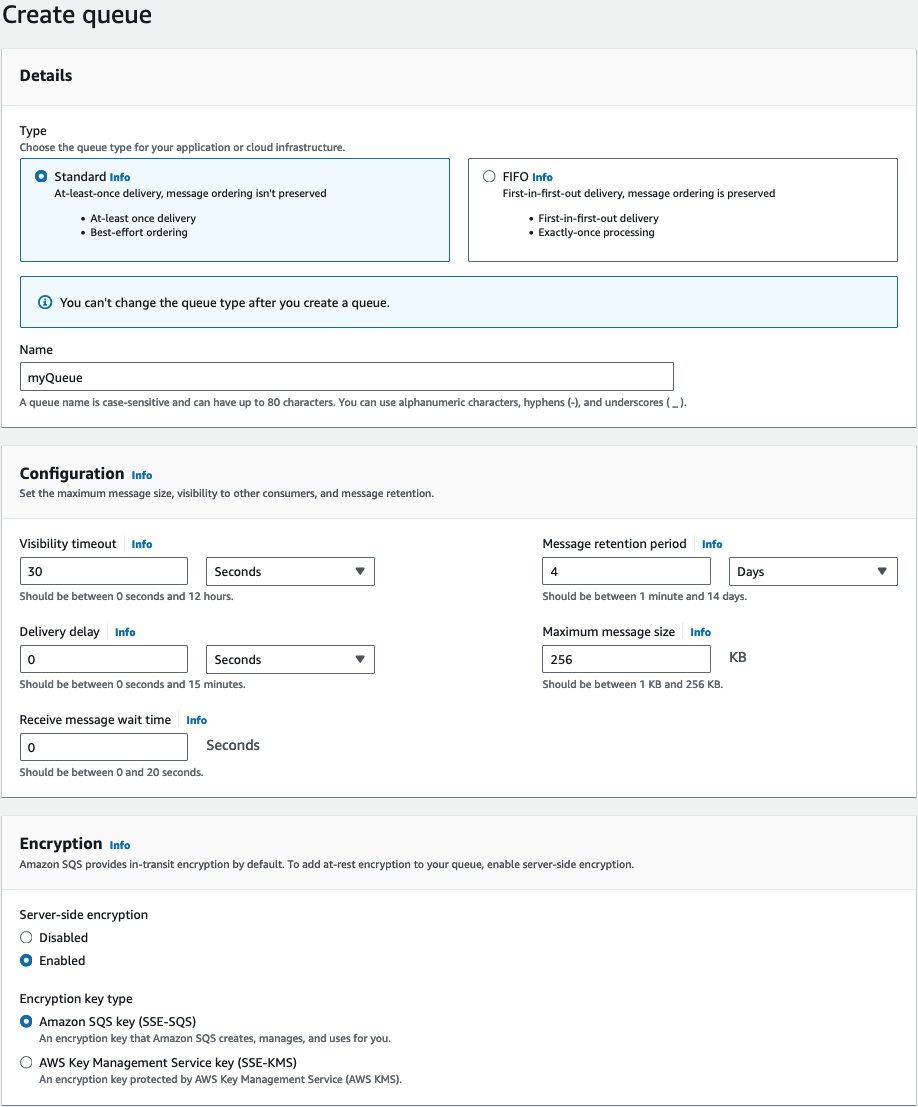 Create queue
Details
Type
Choose the queue type for your application or cloud infrastructure.
Standard Info
At-least-once delivery, message ordering isn't preserved
• At-least once delivery
• Best-effort ordering
FIFO Info
First-in-first-out delivery, message ordering is preserved
• First-in-first-out delivery
• Exactly-once processing
You can't change the queue type after you create a queue.
Name
myQueue
A queue name is case-sensitive and can have up to 80 characters. You can use alphanumeric characters, hyphens (-), and underscores ( _ ).
Configuration Info
Set the maximum message size, visibility to other consumers, and message retention.
Visibility timeout Info
30 Seconds
Should be between 0 seconds and 12 hours.
Message retention period Info
4 Days
Should be between 1 minute and 14 days.
Delivery delay Info
0 Seconds
Should be between 0 seconds and 15 minutes.
Maximum message size Info
256 KB
Should be between 1 KB and 256 KB.
Receive message wait time Info
0 Seconds
Should be between 0 and 20 seconds.
Encryption Info
Amazon SQS provides in-transit encryption by default. To add at-rest encryption to your queue, enable server-side encryption.
Server-side encryption
Disabled
Enabled
Encryption key type
Amazon SQS key (SSE-SQS)
An encryption key that Amazon SQS creates, manages, and uses for you.
AWS Key Management Service key (SSE-KMS)
An encryption key protected by AWS Key Management Service (AWS KMS).